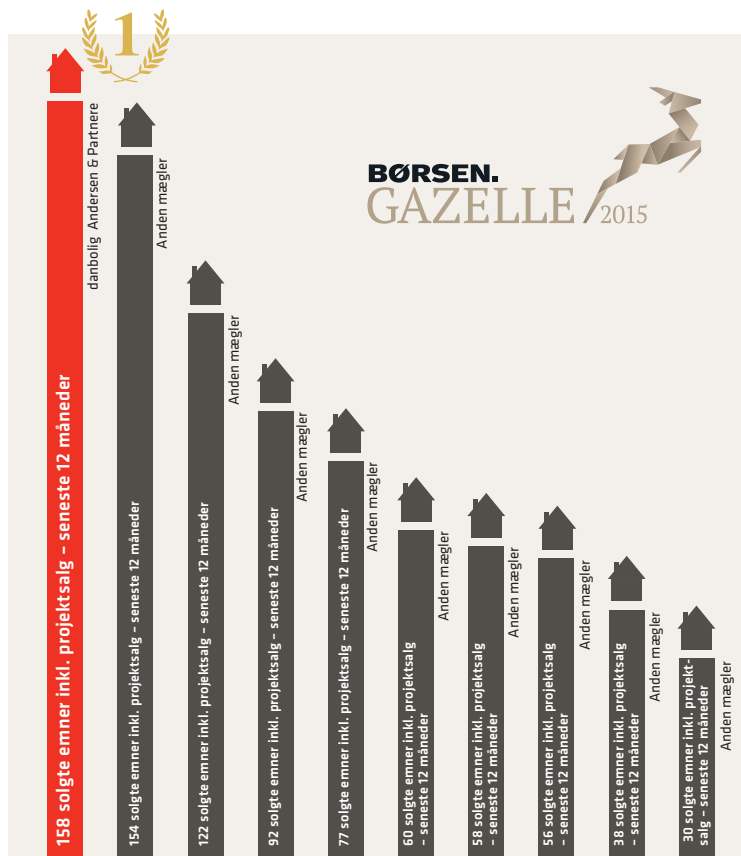 1
BØRSEN.
GAZELLE 2015
158 solgte emner inkl. projektsalg – seneste 12 måneder
danbolig Andersen & Partnere
154 solgte emner inkl. projektsalg – seneste 12 måneder
Anden mægler
122 solgte emner inkl. projektsalg – seneste 12 måneder
Anden mægler
92 solgte emner inkl. projektsalg – seneste 12 måneder
Anden mægler
77 solgte emner inkl. projektsalg – seneste 12 måneder
Anden mægler
60 solgte emner inkl. projektsalg
– seneste 12 måneder
Anden mægler
58 solgte emner inkl. projektsalg
– seneste 12 måneder
Anden mægler
56 solgte emner inkl. projektsalg
– seneste 12 måneder
Anden mægler
38 solgte emner inkl. projektsalg
– seneste 12 måneder
Anden mægler
30 solgte emner inkl. projekt-
salg – seneste 12 måneder
Anden mægler